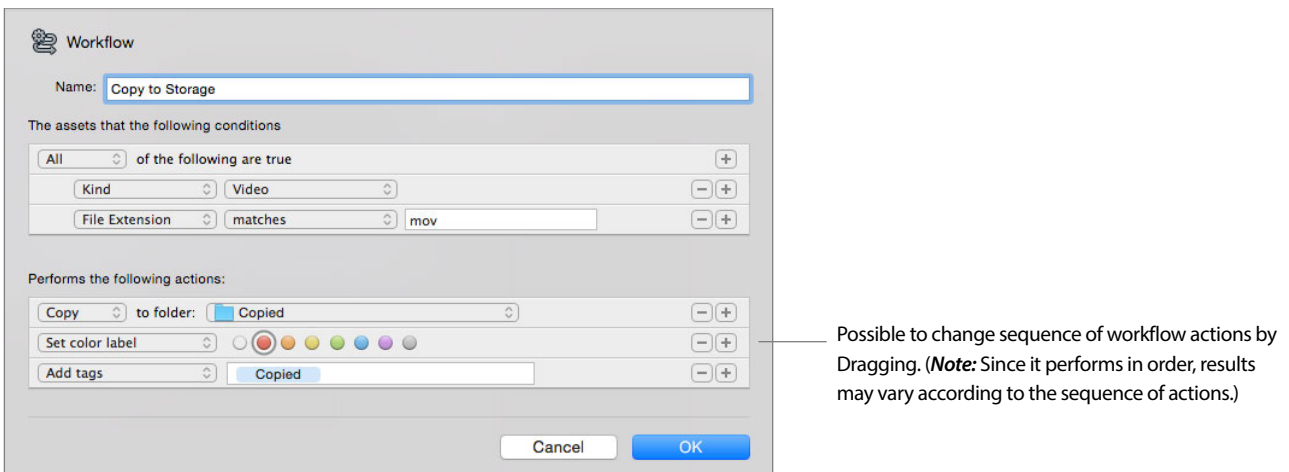 Workflow
Name: Copy to Storage
The assets that the following conditions
All of the following are true
Kind Video
File Extension matches mov
Performs the following actions:
Copy to folder: Copied
Set color label
Add tags Copied
Cancel OK
Possible to change sequence of workflow actions by
Dragging. (Note: Since it performs in order, results
may vary according to the sequence of actions.)